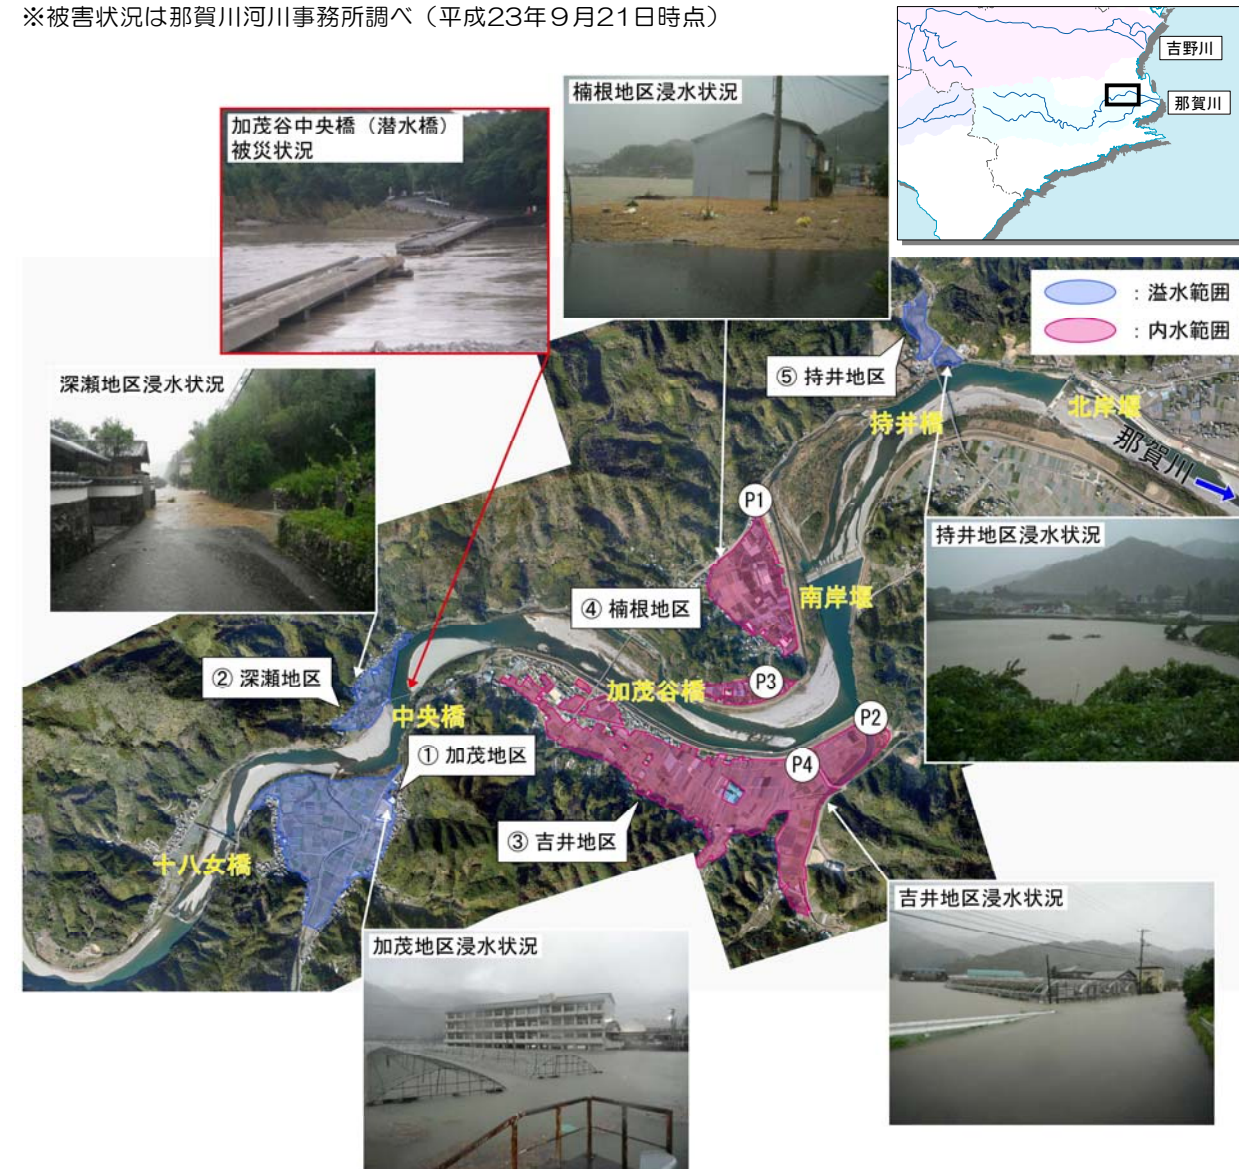 ※被害状況は那賀川河川事務所調べ（平成23年９月21日時点）
吉野川
那賀川
楠根地区浸水状況
加茂谷中央橋（潜水橋）
被災状況
：溢水範囲
：内水範囲
⑤ 持井地区
深瀬地区浸水状況
北岸堰
持井橋
那賀川
P1
持井地区浸水状況
④ 楠根地区
南岸堰
② 深瀬地区
加茂谷橋
P3
中央橋
P2
① 加茂地区
P4
③ 吉井地区
十八女橋
吉井地区浸水状況
加茂地区浸水状況